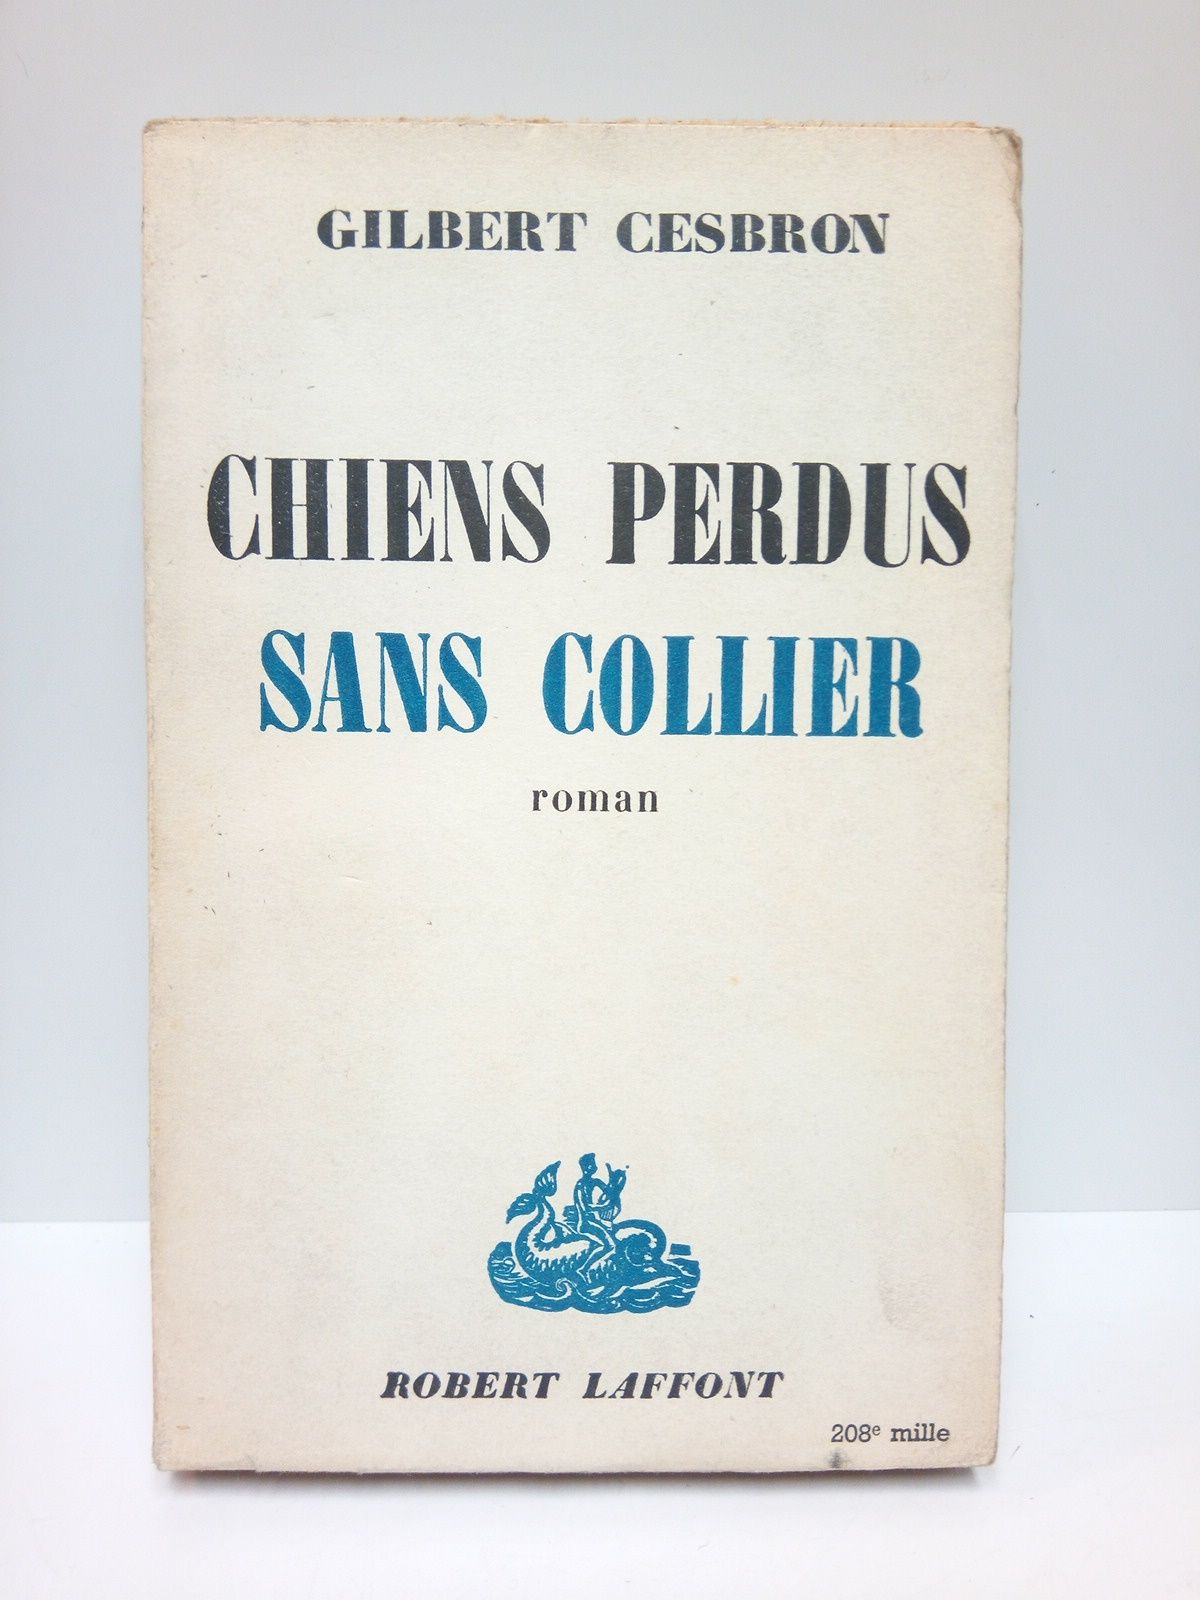 GILBERT CESBRON
CHIENS PERDUS
SANS COLLIER
roman
ROBERT LAFFONT
208ᵉ mille